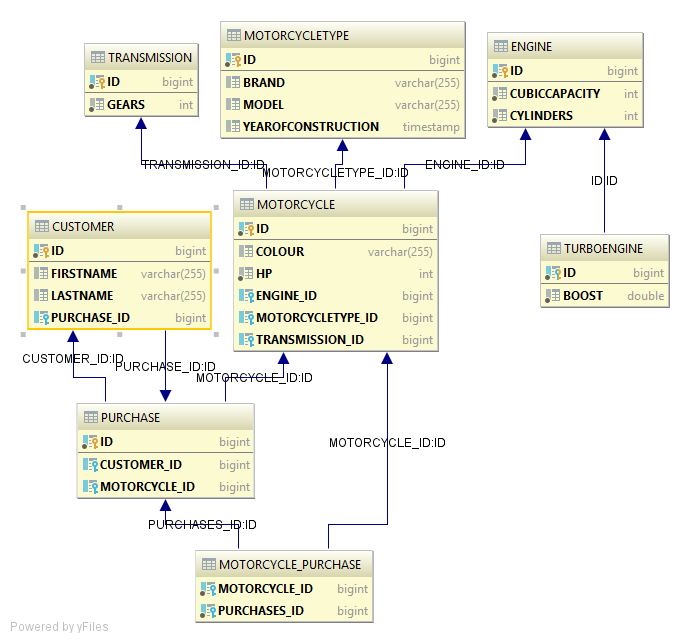 MOTORCYCLETYPE
ID bigint
BRAND varchar(255)
MODEL varchar(255)
YEAROFCONSTRUCTION timestamp
TRANSMISSION
ID bigint
GEARS int
ENGINE
ID bigint
CUBICCAPACITY int
CYLINDERS int
TRANSMISSION_ID:ID
MOTORCYCLETYPE_ID:ID
ENGINE_ID:ID
ID:ID
CUSTOMER
ID bigint
FIRSTNAME varchar(255)
LASTNAME varchar(255)
PURCHASE_ID bigint
MOTORCYCLE
ID bigint
COLOUR varchar(255)
HP int
ENGINE_ID bigint
MOTORCYCLETYPE_ID bigint
TRANSMISSION_ID bigint
TURBOENGINE
ID bigint
BOOST double
CUSTOMER_ID:ID
PURCHASE_ID:ID
MOTORCYCLE_ID:ID
PURCHASE
ID bigint
CUSTOMER_ID bigint
MOTORCYCLE_ID bigint
MOTORCYCLE_ID:ID
PURCHASES_ID:ID
MOTORCYCLE_PURCHASE
MOTORCYCLE_ID bigint
PURCHASES_ID bigint
Powered by yFiles